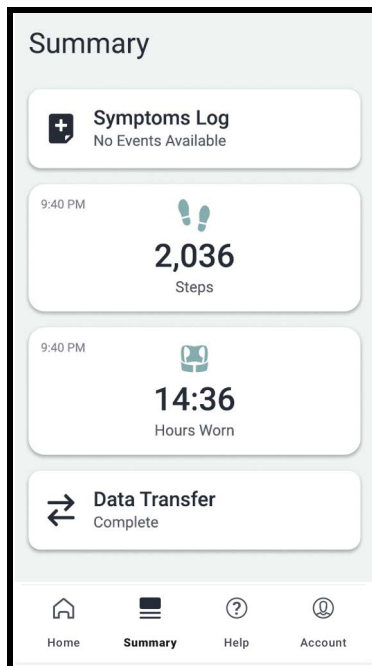 Summary
Symptoms Log
No Events Available
9:40 PM
2,036
Steps
9:40 PM
14:36
Hours Worn
Data Transfer
Complete
Home Summary Help Account